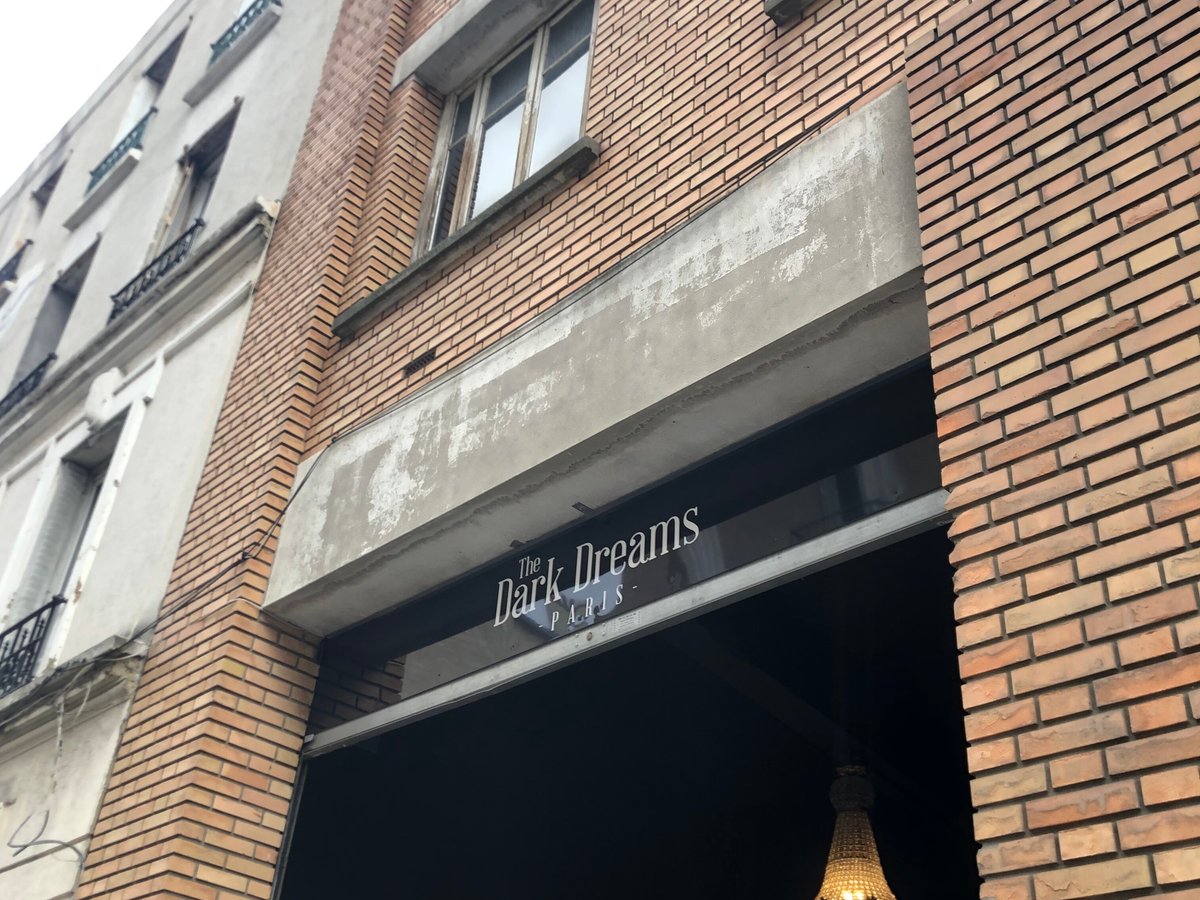 The
Dark Dreams
- PARIS -